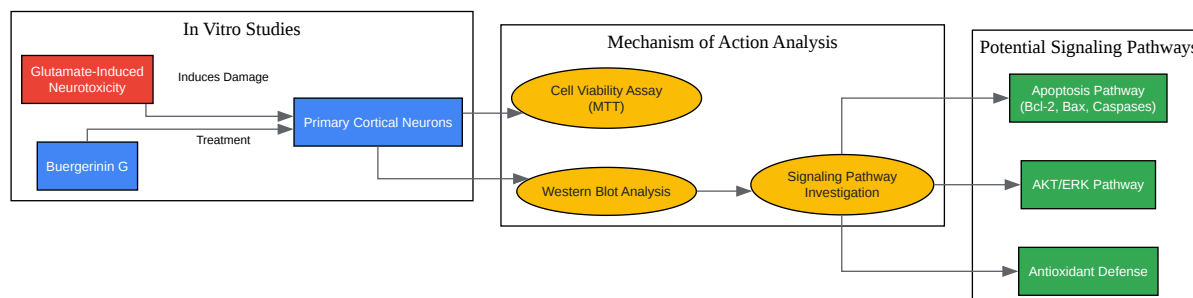 In Vitro Studies
Glutamate-Induced
Neurotoxicity
Induces Damage
Primary Cortical Neurons
Treatment
Buergerinin G
Mechanism of Action Analysis
Cell Viability Assay
(MTT)
Western Blot Analysis
Signaling Pathway
Investigation
Potential Signaling Pathways
Apoptosis Pathway
(Bcl-2, Bax, Caspases)
AKT/ERK Pathway
Antioxidant Defense